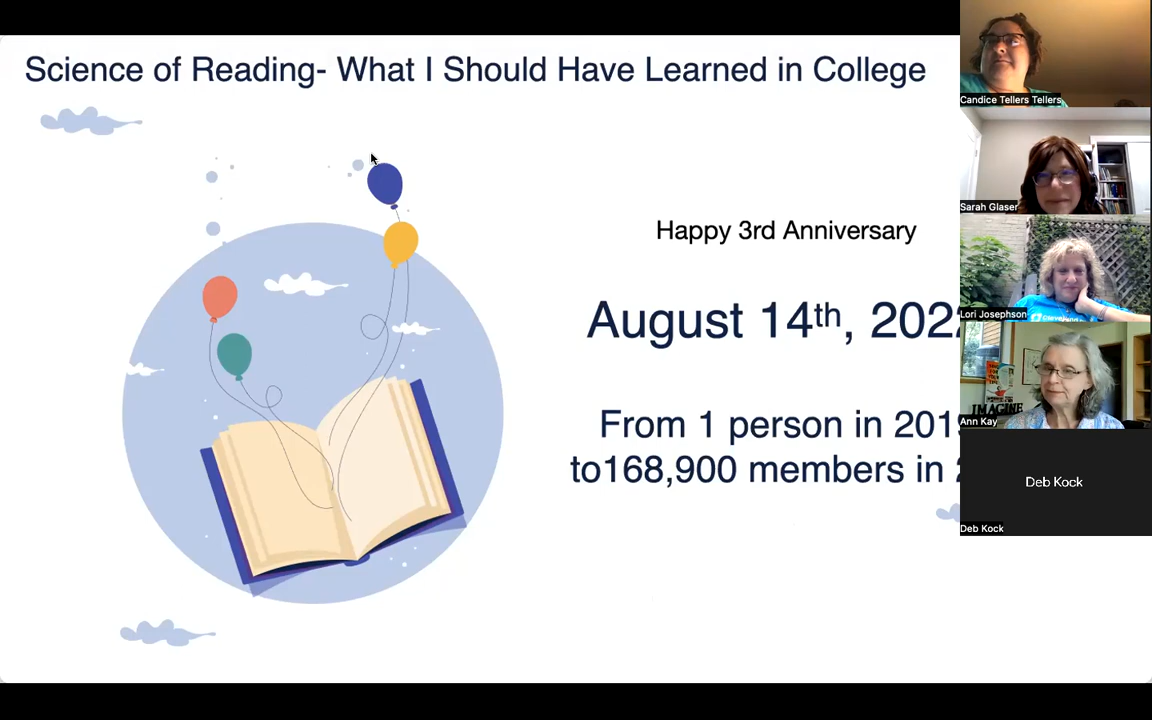 Science of Reading- What I Should Have Learned in College
Happy 3rd Anniversary
August 14th, 202
From 1 person in 201
to168,900 members in
Candice Tellers Tellers
Sarah Glaser
Lori Josephson
Ann Kay
IMAGINE
Deb Kock
Deb Kock